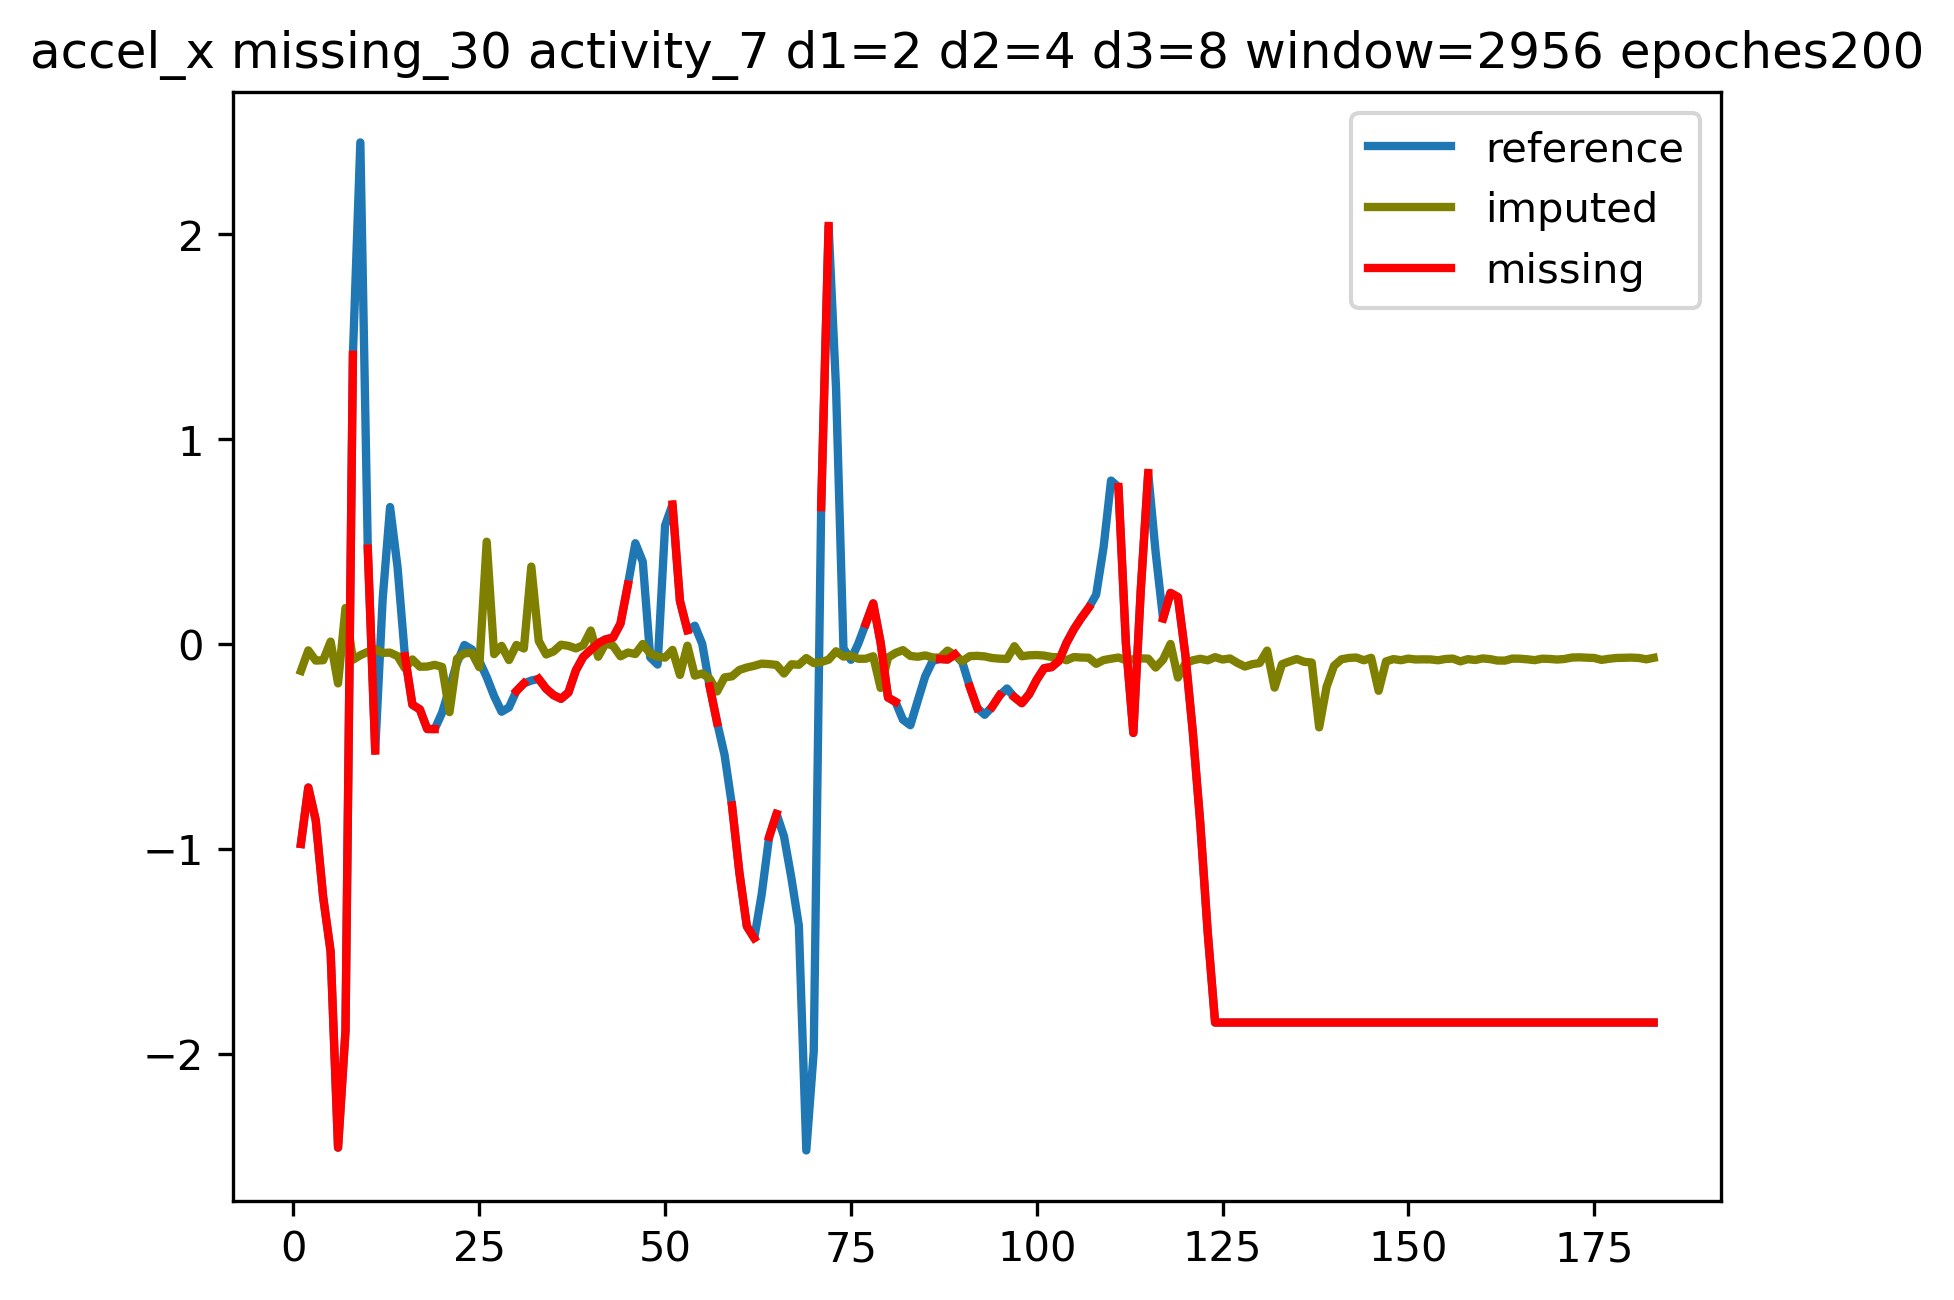 accel_x missing_30 activity_7 d1=2 d2=4 d3=8 window=2956 epoches200
reference
imputed
missing
2
1
0
−1
−2
0 25 50 75 100 125 150 175